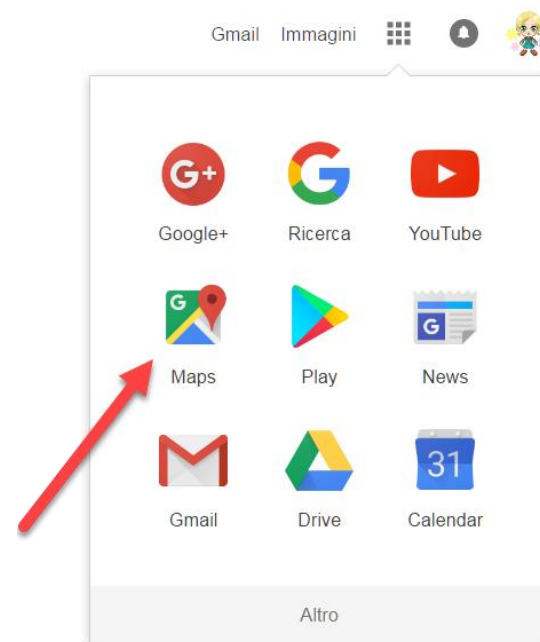 Gmail Immagini
G+
Google+ Ricerca YouTube
G
Maps Play News
G
31
Gmail Drive Calendar
Altro